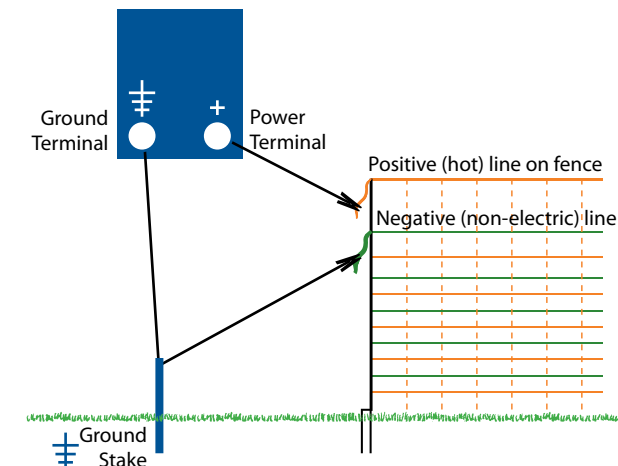 Ground
Terminal
+
Power
Terminal
Positive (hot) line on fence
Negative (non-electric) line
Ground
Stake